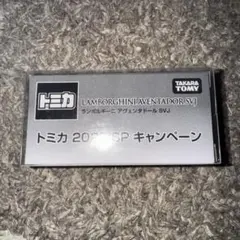 トミカ
TAKARA TOMY
LAMBORGHINI AVENTADOR SVJ
ランボルギーニ アヴェンタドール SVJ
トミカ SP キャンペーン